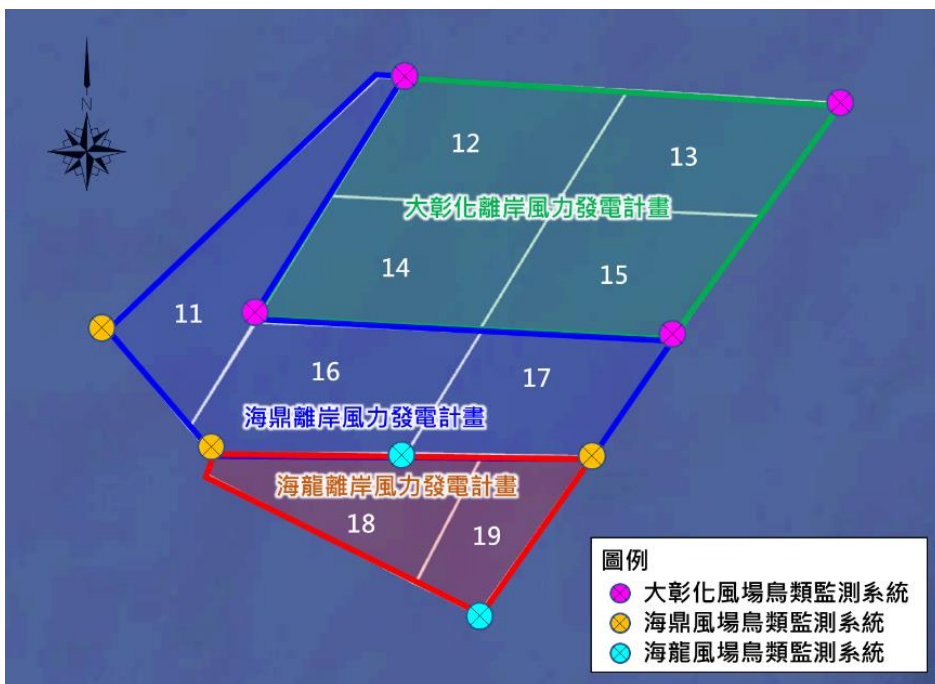 N
12
13
大彰化離岸風力發電計畫
14
15
11
16
17
海鼎離岸風力發電計畫
海龍離岸風力發電計畫
18
19
圖例
大彰化風場鳥類監測系統
海鼎風場鳥類監測系統
海龍風場鳥類監測系統